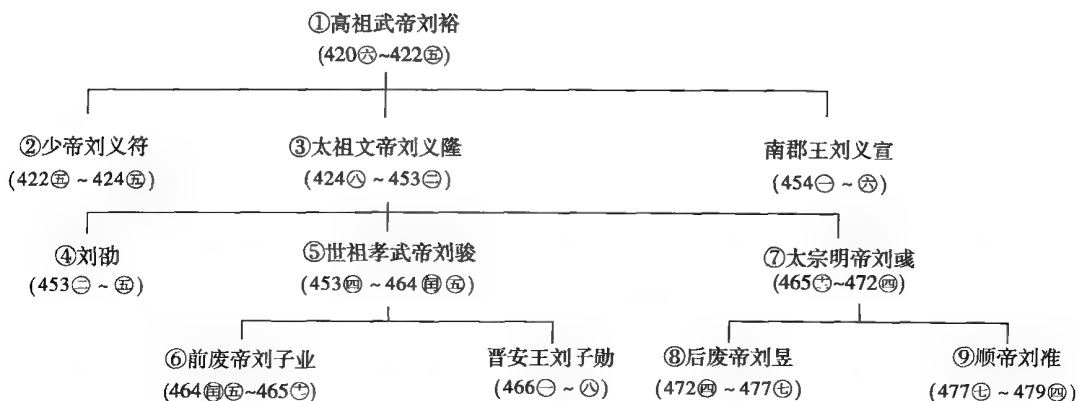 ①高祖武帝刘裕
(420㊅~422㊄)
②少帝刘义符 ③太祖文帝刘义隆 南郡王刘义宣
(422㊄~424㊄) (424㊇~453㊁) (454㊀~㊅)
④刘劭 ⑤世祖孝武帝刘骏 ⑦太宗明帝刘彧
(453㊁~㊄) (453㊃~464闰㊄) (465十二~472㊃)
⑥前废帝刘子业 晋安王刘子勋 ⑧后废帝刘昱 ⑨顺帝刘准
(464闰㊄~465十一) (466㊀~㊇) (472㊃~477㊆) (477㊆~479㊃)